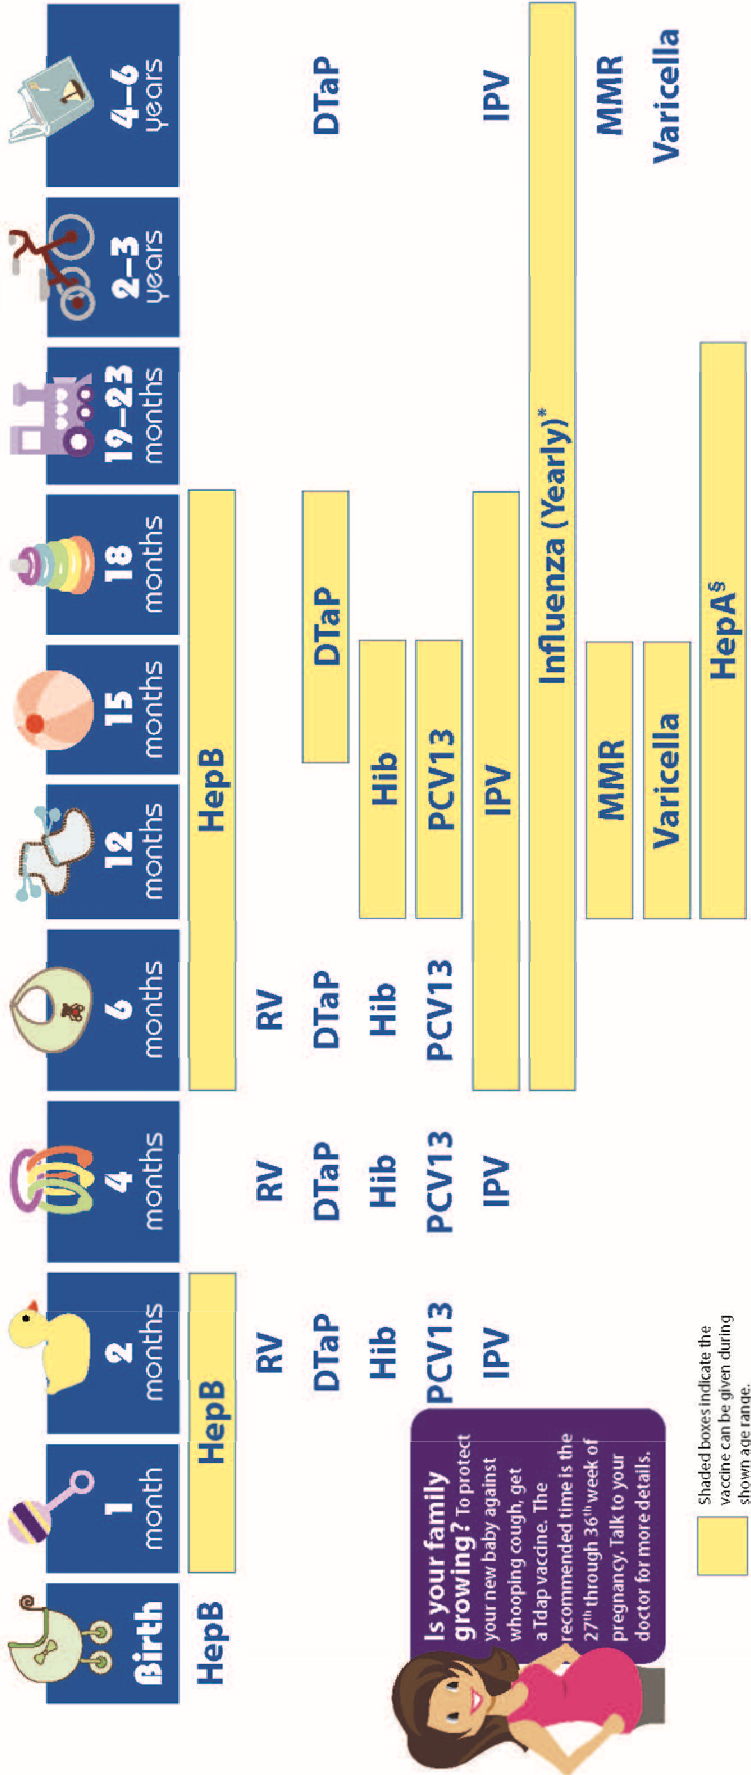 Birth
1
month
2
months
4
months
6
months
12
months
15
months
18
months
19–23
months
2–3
years
4–6
years
HepB
HepB
HepB
RV
RV
RV
DTaP
DTaP
DTaP
DTaP
DTaP
Hib
Hib
Hib
Hib
PCV13
PCV13
PCV13
PCV13
IPV
IPV
IPV
IPV
Influenza (Yearly)*
MMR
MMR
Varicella
Varicella
HepA§
Is your family
growing? To protect
your new baby against
whooping cough, get
a Tdap vaccine. The
recommended time is the
27th through 36th week of
pregnancy. Talk to your
doctor for more details.
Shaded boxes indicate the
vaccine can be given during
shown age range.